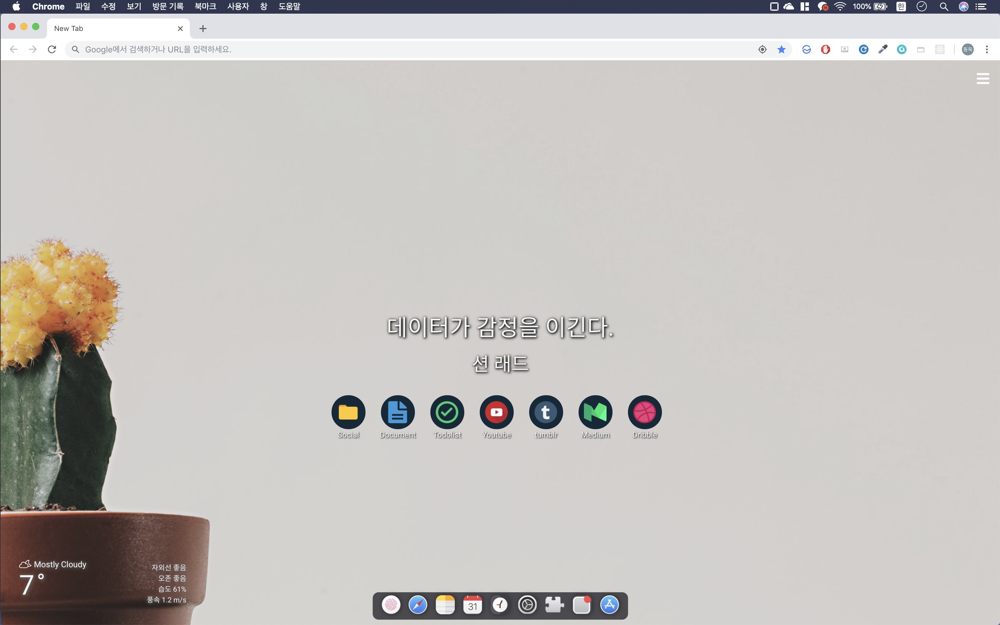 Chrome 파일 수정 보기 방문 기록 북마크 사용자 창 도움말
N 100% 한
New Tab
Google에서 검색하거나 URL을 입력하세요.
동욱
데이터가 감정을 이긴다.
션 래드
Social Document Todolist Youtube tumblr Medium Dribble
Mostly Cloudy
7°
자외선 좋음
오존 좋음
습도 61%
풍속 1.2 m/s
31